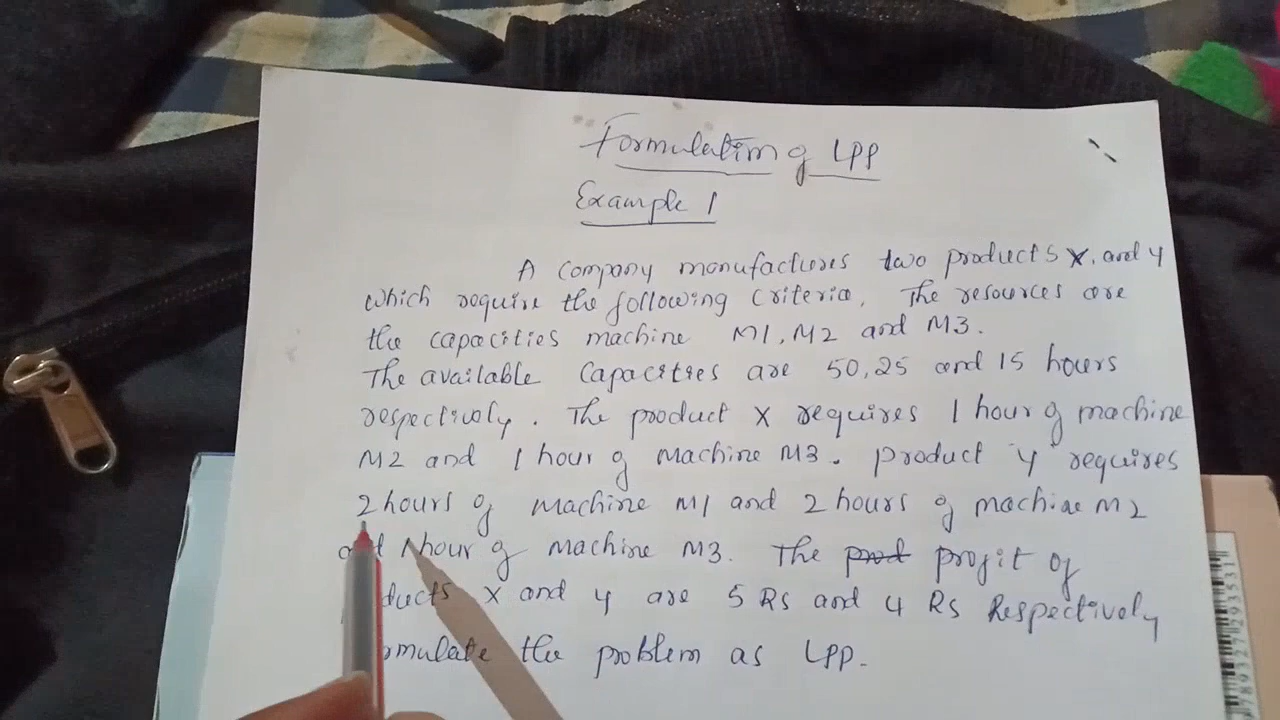 Formulation of LPP
Example 1
A company manufactures two products X, and Y
which require the following criteria. The resources are
the capacities machine M1, M2 and M3.
The available capacities are 50, 25 and 15 hours
respectively. The product X requires 1 hour of machine
M2 and 1 hour of machine M3. product Y requires
2 hours of machine M1 and 2 hours of machine M2
1 hour of machine M3. The prod profit of
ducts X and Y are 5 Rs and 4 Rs Respectively
mulate the problem as LPP.